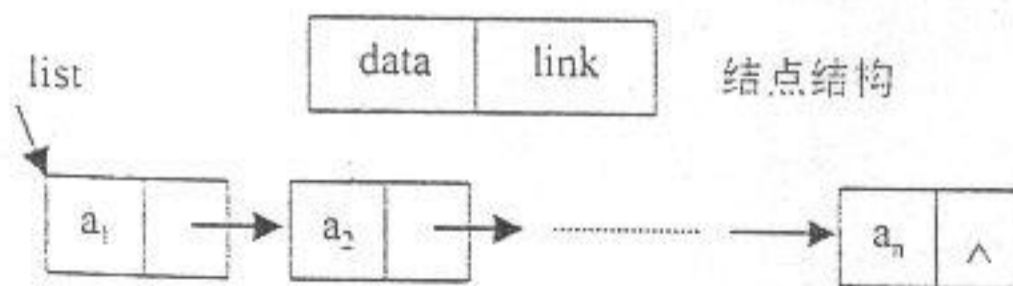 data link
list
结点结构
a₁ a₂ ............ aₙ ∧